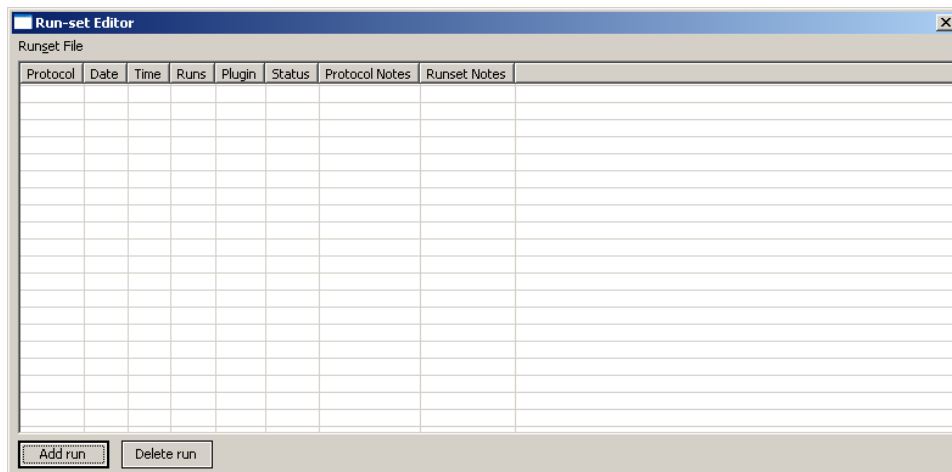 Run-set Editor
Runset File
Protocol Date Time Runs Plugin Status Protocol Notes Runset Notes
Add run Delete run